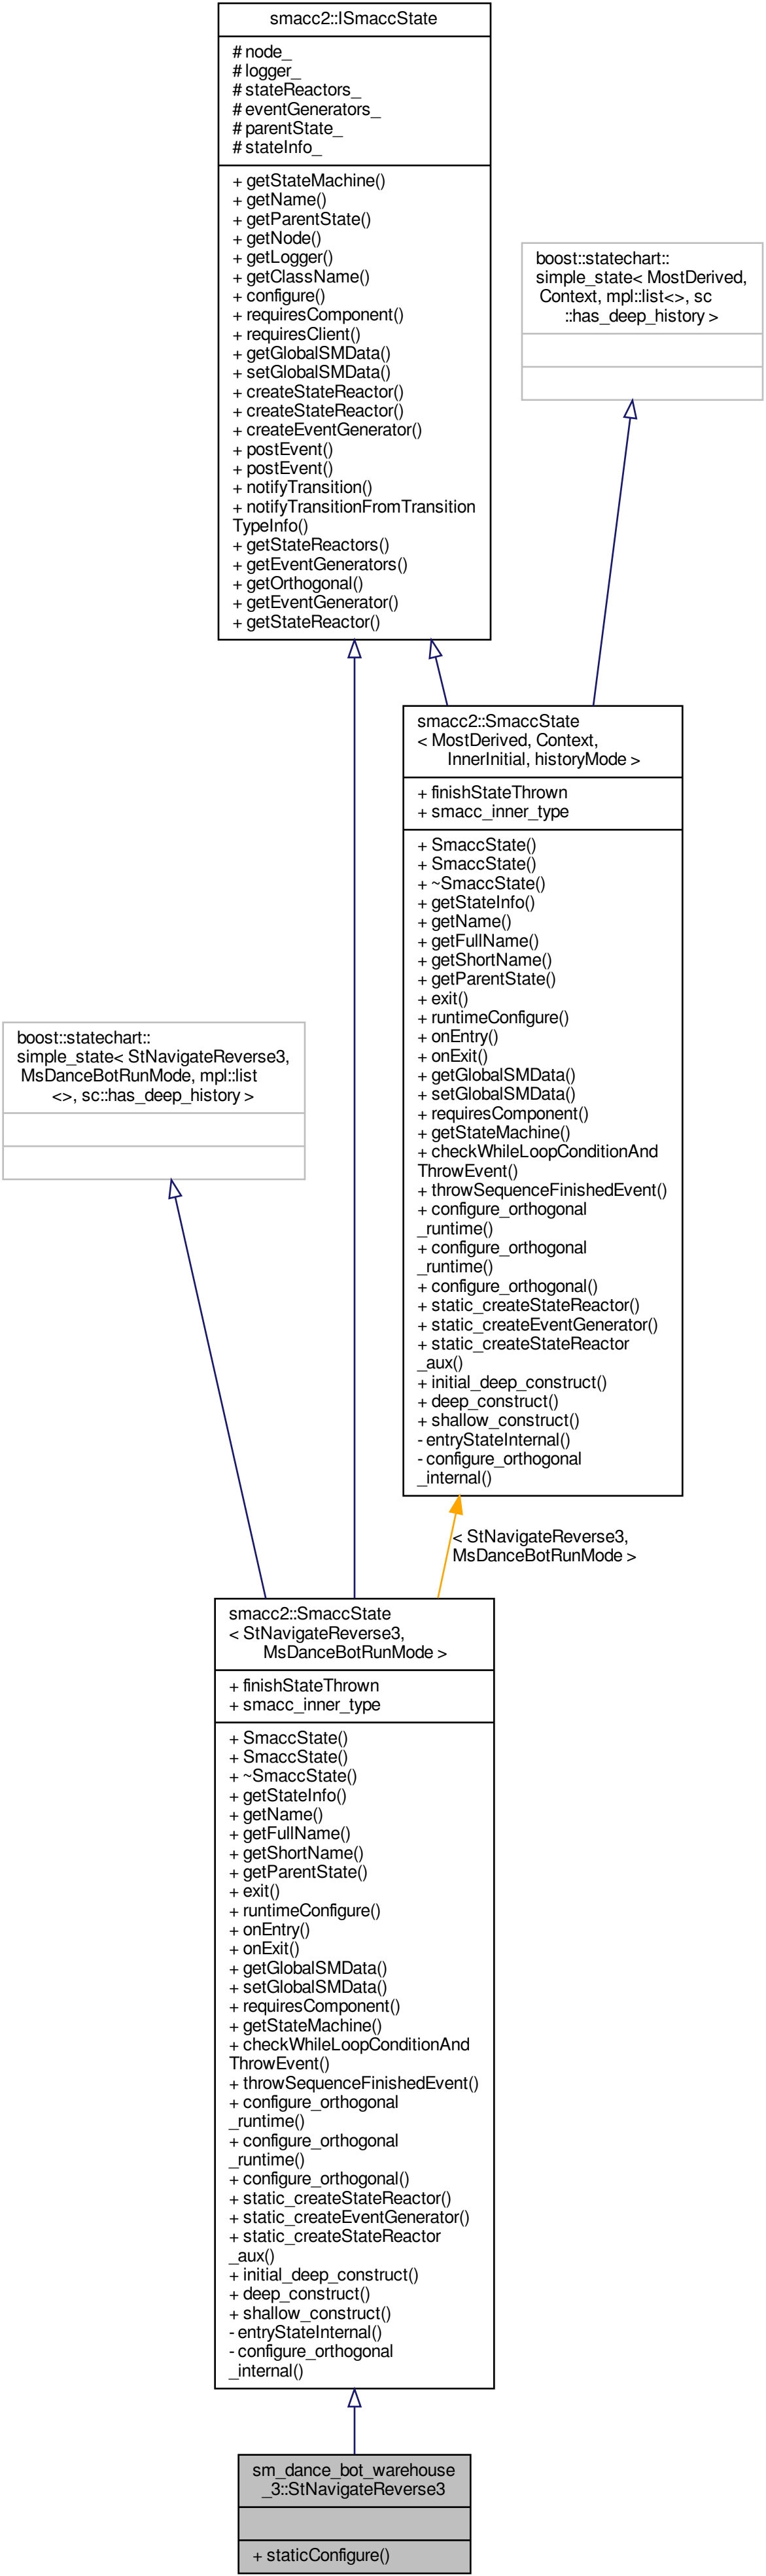 smacc2::ISmaccState
# node_
# logger_
# stateReactors_
# eventGenerators_
# parentState_
# stateInfo_
+ getStateMachine()
+ getName()
+ getParentState()
+ getNode()
+ getLogger()
+ getClassName()
+ configure()
+ requiresComponent()
+ requiresClient()
+ getGlobalSMData()
+ setGlobalSMData()
+ createStateReactor()
+ createStateReactor()
+ createEventGenerator()
+ postEvent()
+ postEvent()
+ notifyTransition()
+ notifyTransitionFromTransition
TypeInfo()
+ getStateReactors()
+ getEventGenerators()
+ getOrthogonal()
+ getEventGenerator()
+ getStateReactor()
boost::statechart::
simple_state< MostDerived,
Context, mpl::list<>, sc
::has_deep_history >
smacc2::SmaccState
< MostDerived, Context,
InnerInitial, historyMode >
+ finishStateThrown
+ smacc_inner_type
+ SmaccState()
+ SmaccState()
+ ~SmaccState()
+ getStateInfo()
+ getName()
+ getFullName()
+ getShortName()
+ getParentState()
+ exit()
+ runtimeConfigure()
+ onEntry()
+ onExit()
+ getGlobalSMData()
+ setGlobalSMData()
+ requiresComponent()
+ getStateMachine()
+ checkWhileLoopConditionAnd
ThrowEvent()
+ throwSequenceFinishedEvent()
+ configure_orthogonal
_runtime()
+ configure_orthogonal
_runtime()
+ configure_orthogonal()
+ static_createStateReactor()
+ static_createEventGenerator()
+ static_createStateReactor
_aux()
+ initial_deep_construct()
+ deep_construct()
+ shallow_construct()
- entryStateInternal()
- configure_orthogonal
_internal()
boost::statechart::
simple_state< StNavigateReverse3,
MsDanceBotRunMode, mpl::list
<>, sc::has_deep_history >
< StNavigateReverse3,
MsDanceBotRunMode >
smacc2::SmaccState
< StNavigateReverse3,
MsDanceBotRunMode >
+ finishStateThrown
+ smacc_inner_type
+ SmaccState()
+ SmaccState()
+ ~SmaccState()
+ getStateInfo()
+ getName()
+ getFullName()
+ getShortName()
+ getParentState()
+ exit()
+ runtimeConfigure()
+ onEntry()
+ onExit()
+ getGlobalSMData()
+ setGlobalSMData()
+ requiresComponent()
+ getStateMachine()
+ checkWhileLoopConditionAnd
ThrowEvent()
+ throwSequenceFinishedEvent()
+ configure_orthogonal
_runtime()
+ configure_orthogonal
_runtime()
+ configure_orthogonal()
+ static_createStateReactor()
+ static_createEventGenerator()
+ static_createStateReactor
_aux()
+ initial_deep_construct()
+ deep_construct()
+ shallow_construct()
- entryStateInternal()
- configure_orthogonal
_internal()
sm_dance_bot_warehouse
_3::StNavigateReverse3
+ staticConfigure()